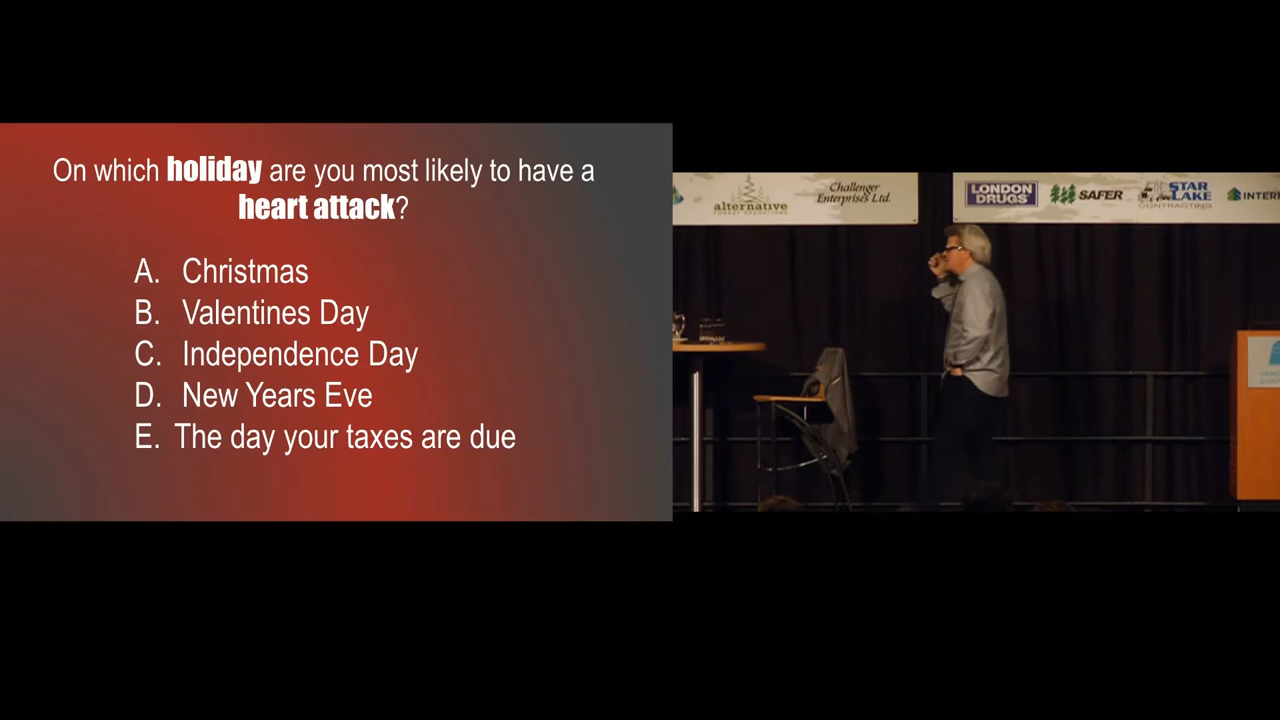 On which holiday are you most likely to have a
heart attack?
A. Christmas
B. Valentines Day
C. Independence Day
D. New Years Eve
E. The day your taxes are due
alternative
Challenger
Enterprises Ltd.
LONDON
DRUGS
SAFER
STAR
LAKE
CONTRACTING